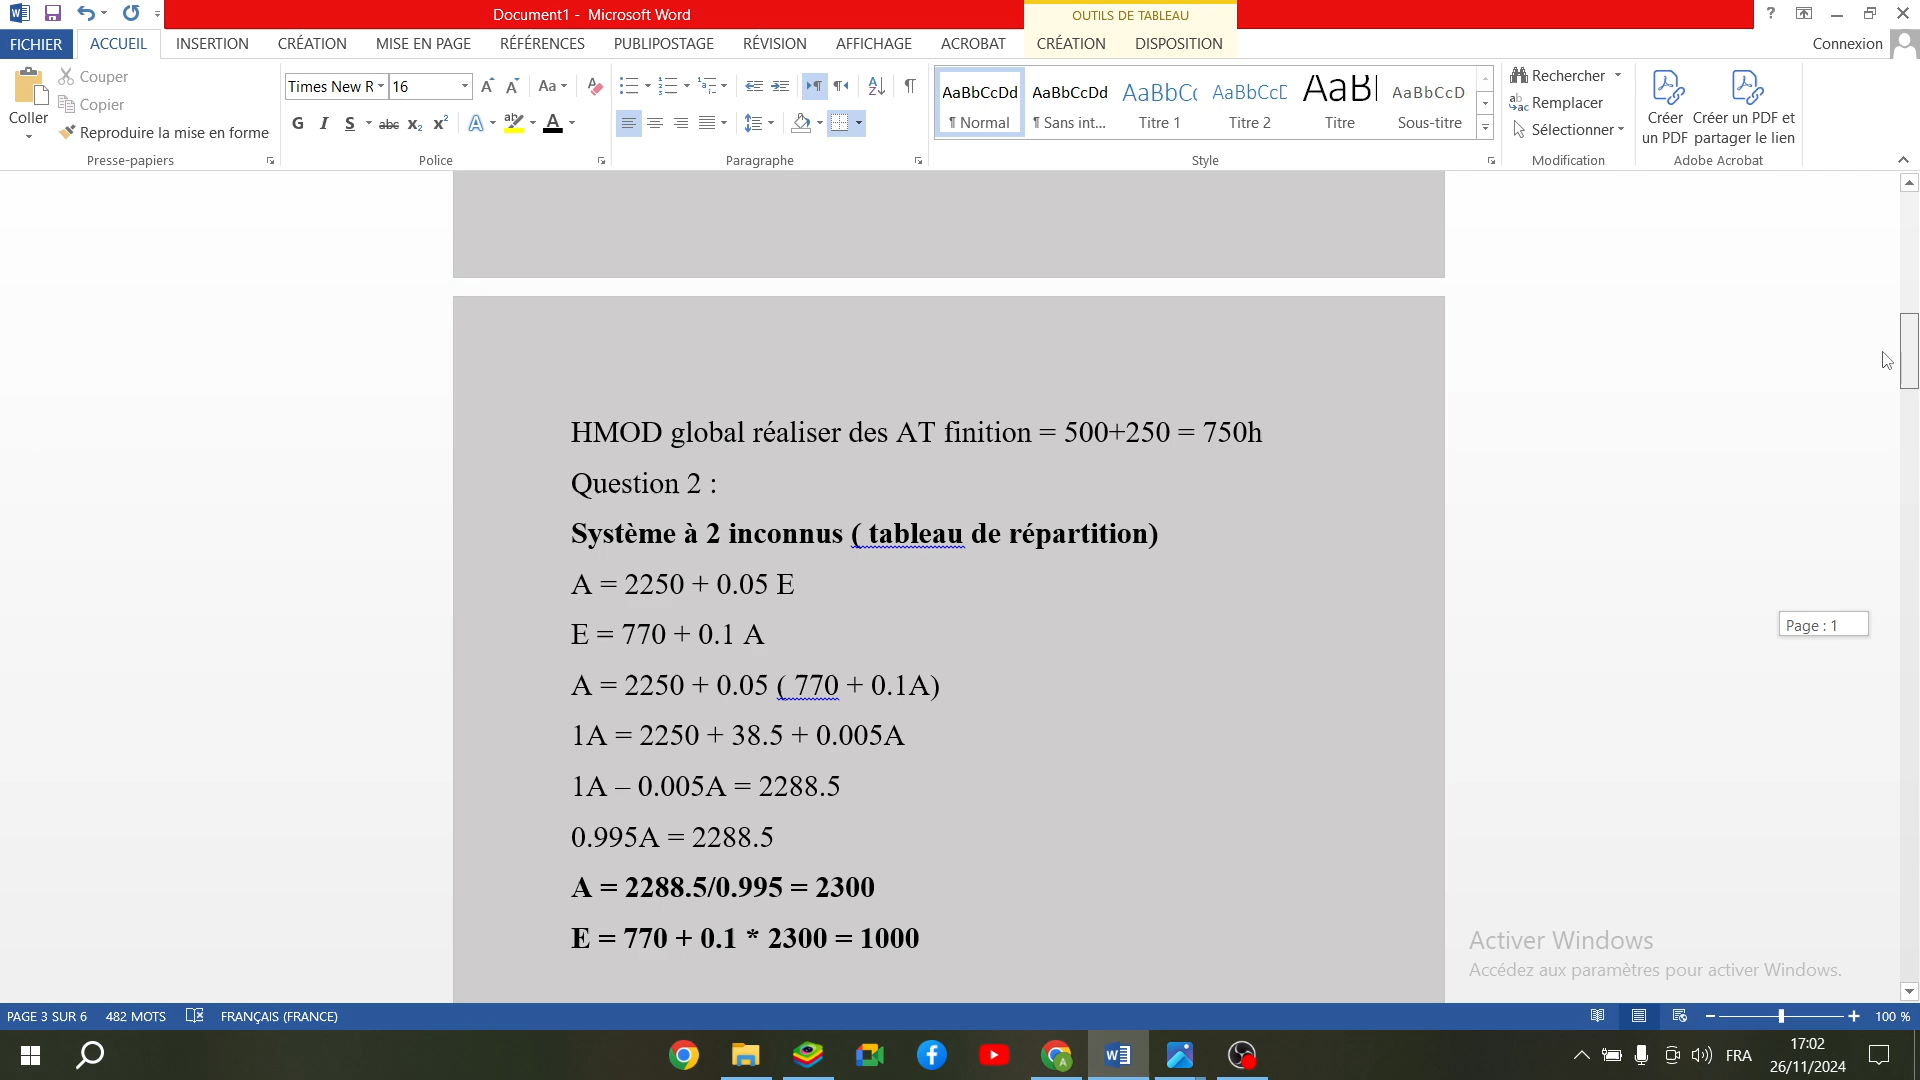 Document1 - Microsoft Word
OUTILS DE TABLEAU
?
FICHIER ACCUEIL INSERTION CRÉATION MISE EN PAGE RÉFÉRENCES PUBLIPOSTAGE RÉVISION AFFICHAGE ACROBAT CRÉATION DISPOSITION Connexion
Coller
Couper
Copier
Reproduire la mise en forme
Presse-papiers
Times New R 16
G I S abc X₂ X²
Police
Paragraphe
AaBbCcDd AaBbCcDd AaBbCc AaBbCcE AaBl AaBbCcD
¶ Normal ¶ Sans int... Titre 1 Titre 2 Titre Sous-titre
Style
Rechercher
Remplacer
Sélectionner
Modification
Créer un PDF
Créer un PDF et partager le lien
Adobe Acrobat
HMOD global réaliser des AT finition = 500+250 = 750h
Question 2 :
Système à 2 inconnus ( tableau de répartition)
A = 2250 + 0.05 E
E = 770 + 0.1 A
A = 2250 + 0.05 ( 770 + 0.1A)
1A = 2250 + 38.5 + 0.005A
1A – 0.005A = 2288.5
0.995A = 2288.5
A = 2288.5/0.995 = 2300
E = 770 + 0.1 * 2300 = 1000
Page : 1
Activer Windows
Accédez aux paramètres pour activer Windows.
PAGE 3 SUR 6 482 MOTS FRANÇAIS (FRANCE) 100 %
FRA
17:02
26/11/2024